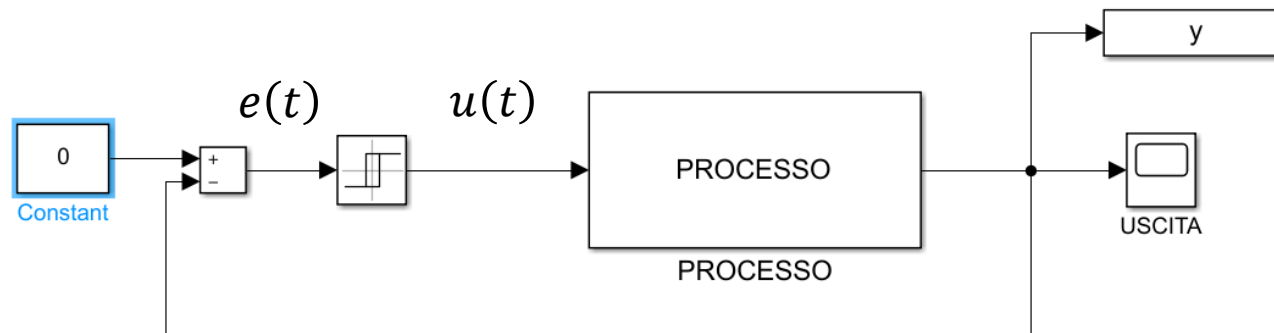 y
e(t)
u(t)
0
+
−
PROCESSO
Constant
USCITA
PROCESSO